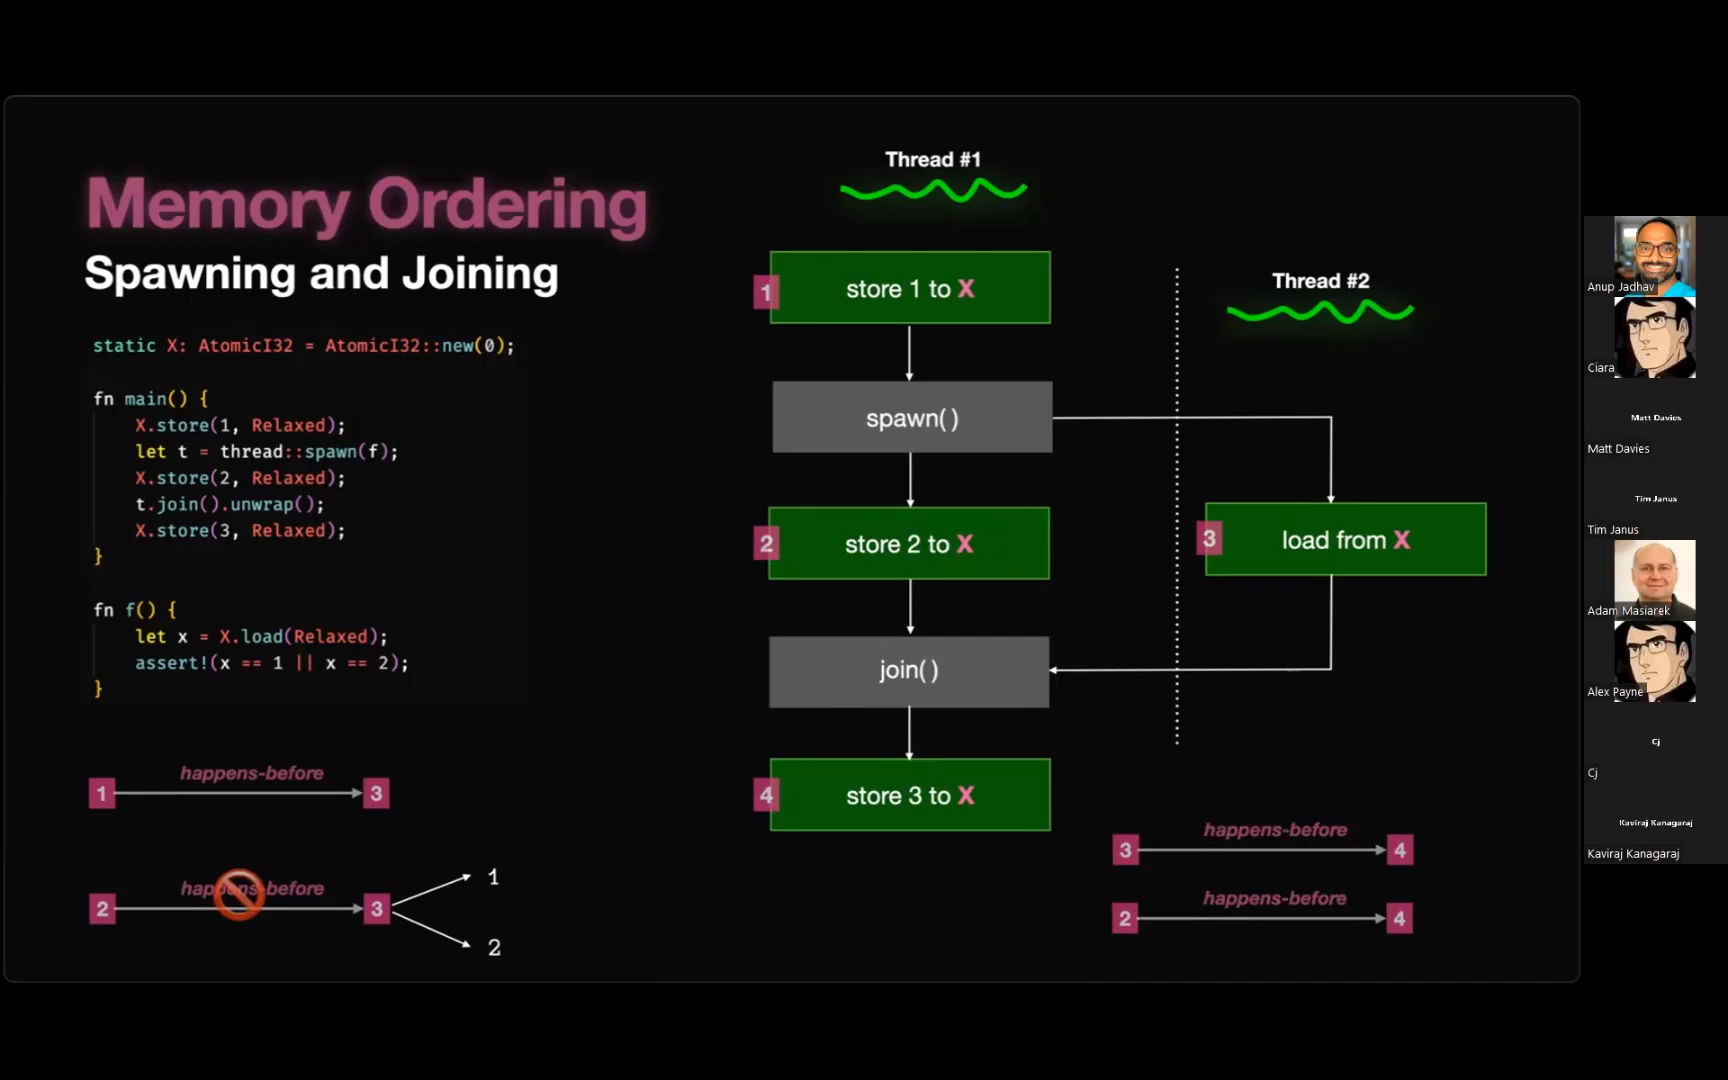 Memory Ordering
Spawning and Joining
static X: AtomicI32 = AtomicI32::new(0);
fn main() {
    X.store(1, Relaxed);
    let t = thread::spawn(f);
    X.store(2, Relaxed);
    t.join().unwrap();
    X.store(3, Relaxed);
}
fn f() {
    let x = X.load(Relaxed);
    assert!(x == 1 || x == 2);
}
happens-before
1
3
happens-before
2
3
1
2
Thread #1
1
store 1 to X
spawn()
2
store 2 to X
join()
4
store 3 to X
Thread #2
3
load from X
happens-before
3
4
happens-before
2
4
Anup Jadhav
Ciara
Matt Davies
Matt Davies
Tim Janus
Tim Janus
Adam Masiarek
Alex Payne
Cj
Cj
Kaviraj Kanagaraj
Kaviraj Kanagaraj